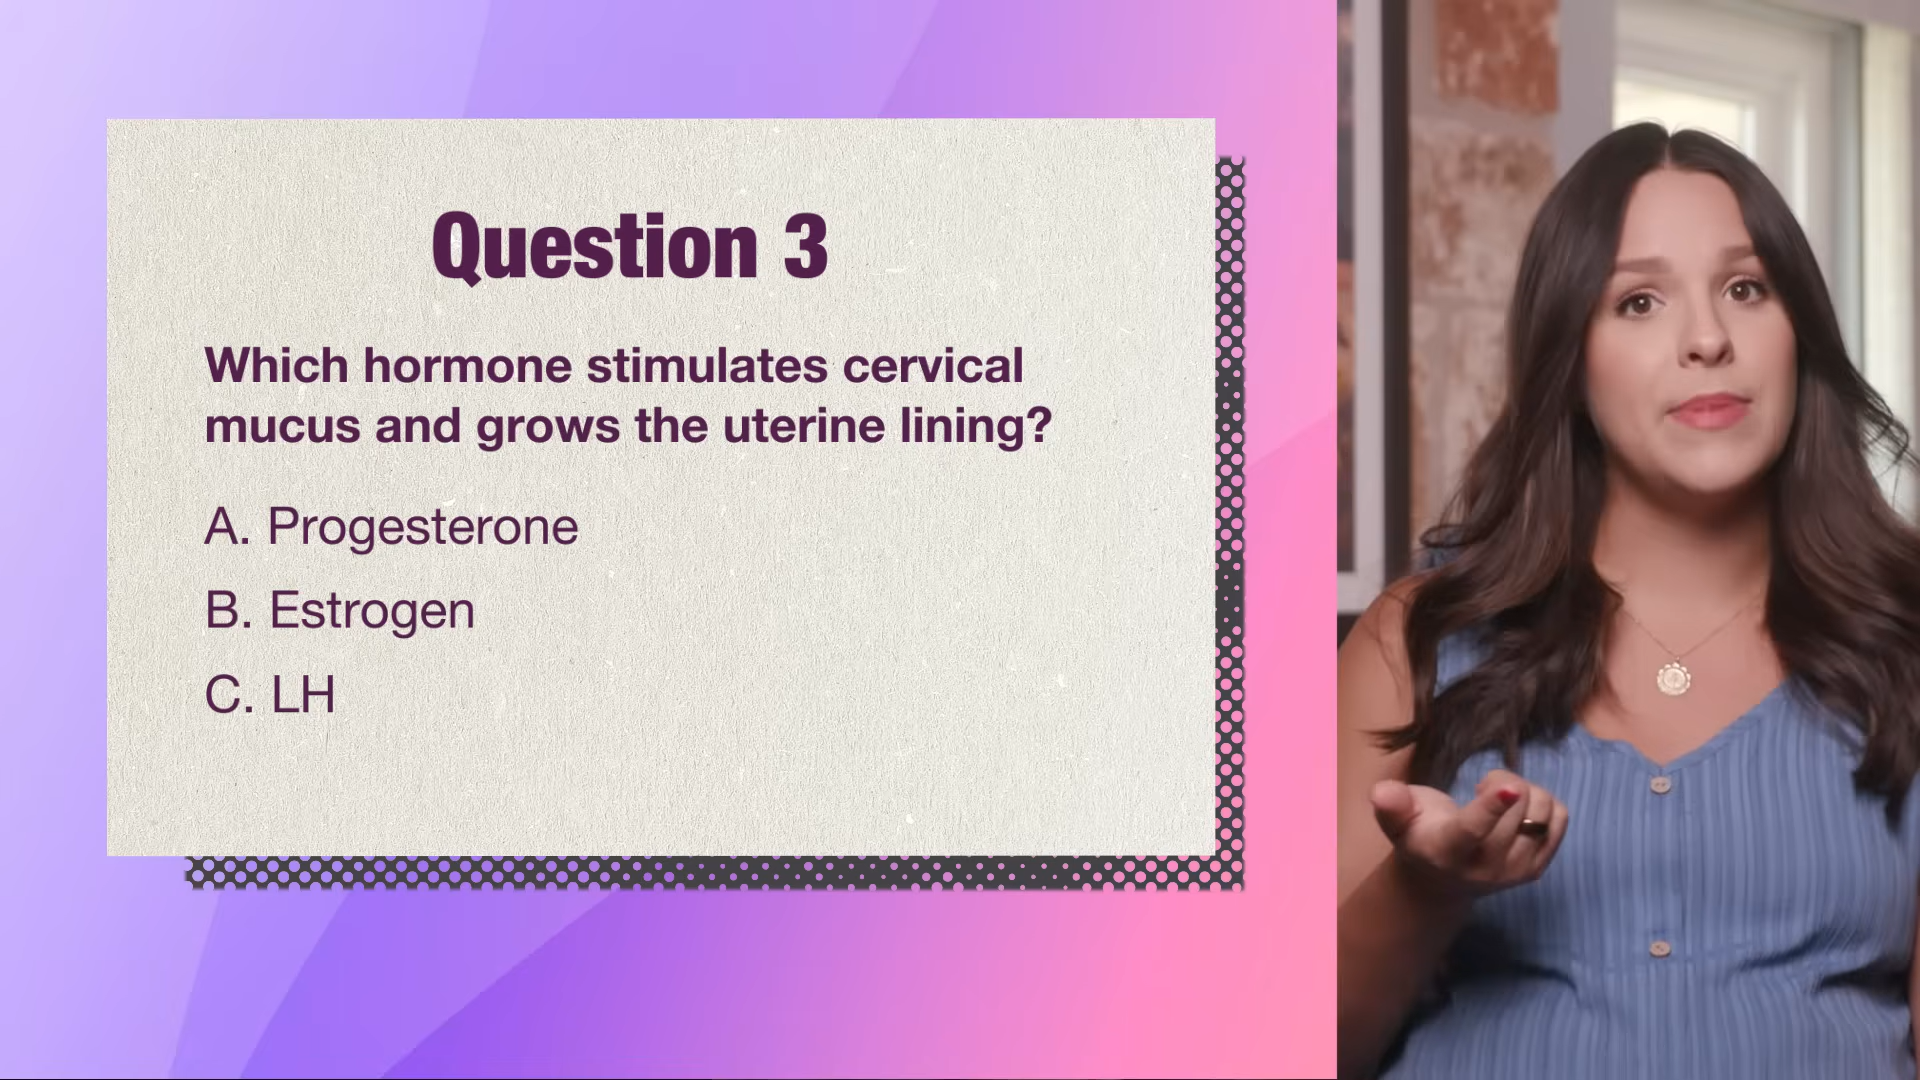 Question 3
Which hormone stimulates cervical
mucus and grows the uterine lining?
A. Progesterone
B. Estrogen
C. LH